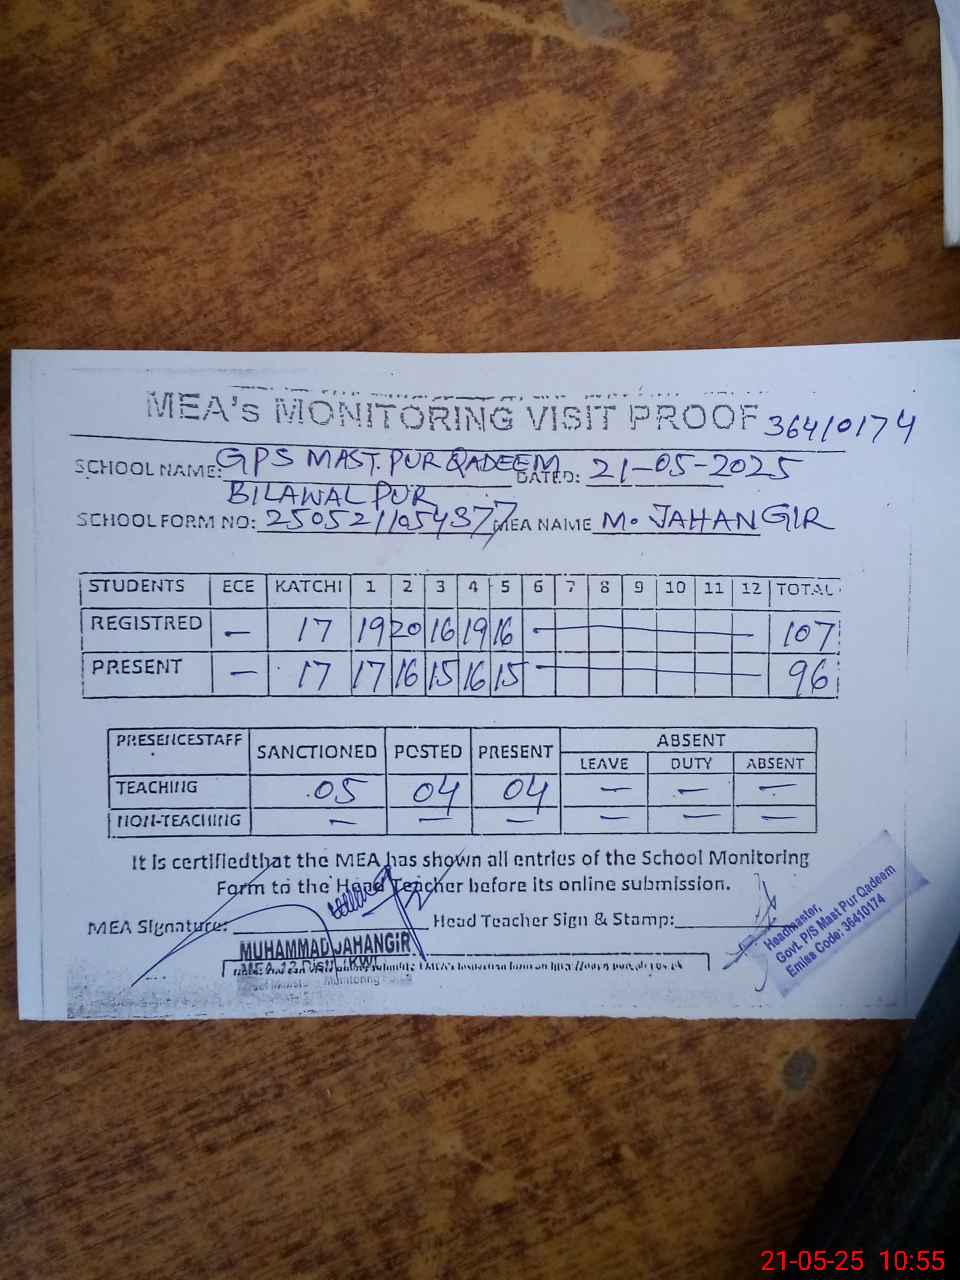 MEA's MONITORING VISIT PROOF 36410174
SCHOOL NAME: GPS MAST. PUR QADEEM DATED: 21-05-2025
BILAWAL PUR
SCHOOL FORM NO: 250521105437 MEA NAME M. JAHANGIR
STUDENTS ECE KATCHI 1 2 3 4 5 6 7 8 9 10 11 12 TOTAL
REGISTRED — 17 19 20 16 19 16 107
PRESENT — 17 17 16 15 16 15 96
PRESENCESTAFF SANCTIONED POSTED PRESENT ABSENT
LEAVE DUTY ABSENT
TEACHING 05 04 04 — — —
NON-TEACHING — — — — — —
It is certifiedthat the MEA has shown all entries of the School Monitoring
Form to the Head Teacher before its online submission.
MEA Signature: Head Teacher Sign & Stamp:
MUHAMMAD JAHANGIR
Headmaster,
Govt. P/S Mast Pur Qadeem
Emiss Code: 36410174
21-05-25 10:55